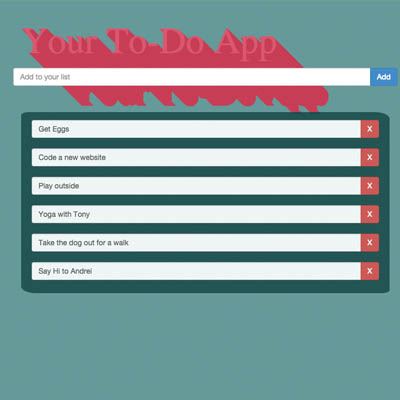 Your To-Do App
Add to your list
Add
Get Eggs
X
Code a new website
X
Play outside
X
Yoga with Tony
X
Take the dog out for a walk
X
Say Hi to Andrei
X